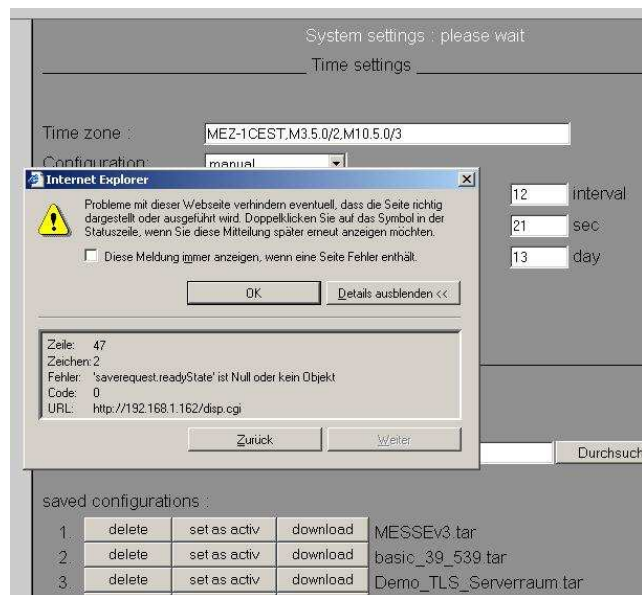 System settings : please wait
Time settings
Time zone : MEZ-1CEST,M3.5.0/2,M10.5.0/3
Configuration: manual
Internet Explorer
12 interval
Probleme mit dieser Webseite verhindern eventuell, dass die Seite richtig
dargestellt oder ausgeführt wird. Doppelklicken Sie auf das Symbol in der
Statuszeile, wenn Sie diese Mitteilung später erneut anzeigen möchten.
21 sec
Diese Meldung immer anzeigen, wenn eine Seite Fehler enthält.
13 day
OK Details ausblenden <<
Zeile: 47
Zeichen: 2
Fehler: 'saverequest.readyState' ist Null oder kein Objekt
Code: 0
URL: http://192.168.1.162/disp.cgi
Zurück Weiter
Durchsuch
saved configurations :
1. delete set as activ download MESSEv3.tar
2. delete set as activ download basic_39_539.tar
3. delete set as activ download Demo_TLS_Serverraum.tar